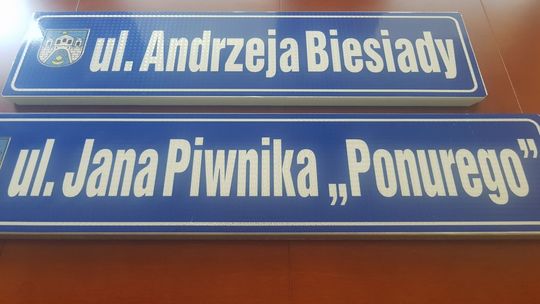 ul. Andrzeja Biesiady
ul. Jana Piwnika „Ponurego”